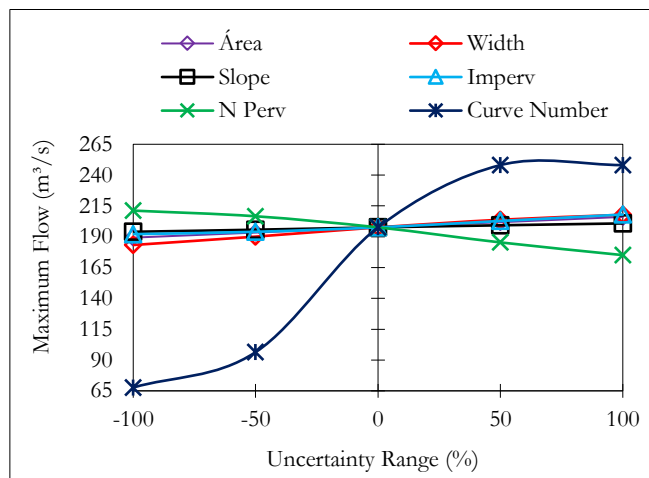 Área
Width
Slope
Imperv
N Perv
Curve Number
Maximum Flow (m³/s)
265
240
215
190
165
140
115
90
65
-100
-50
0
50
100
Uncertainty Range (%)